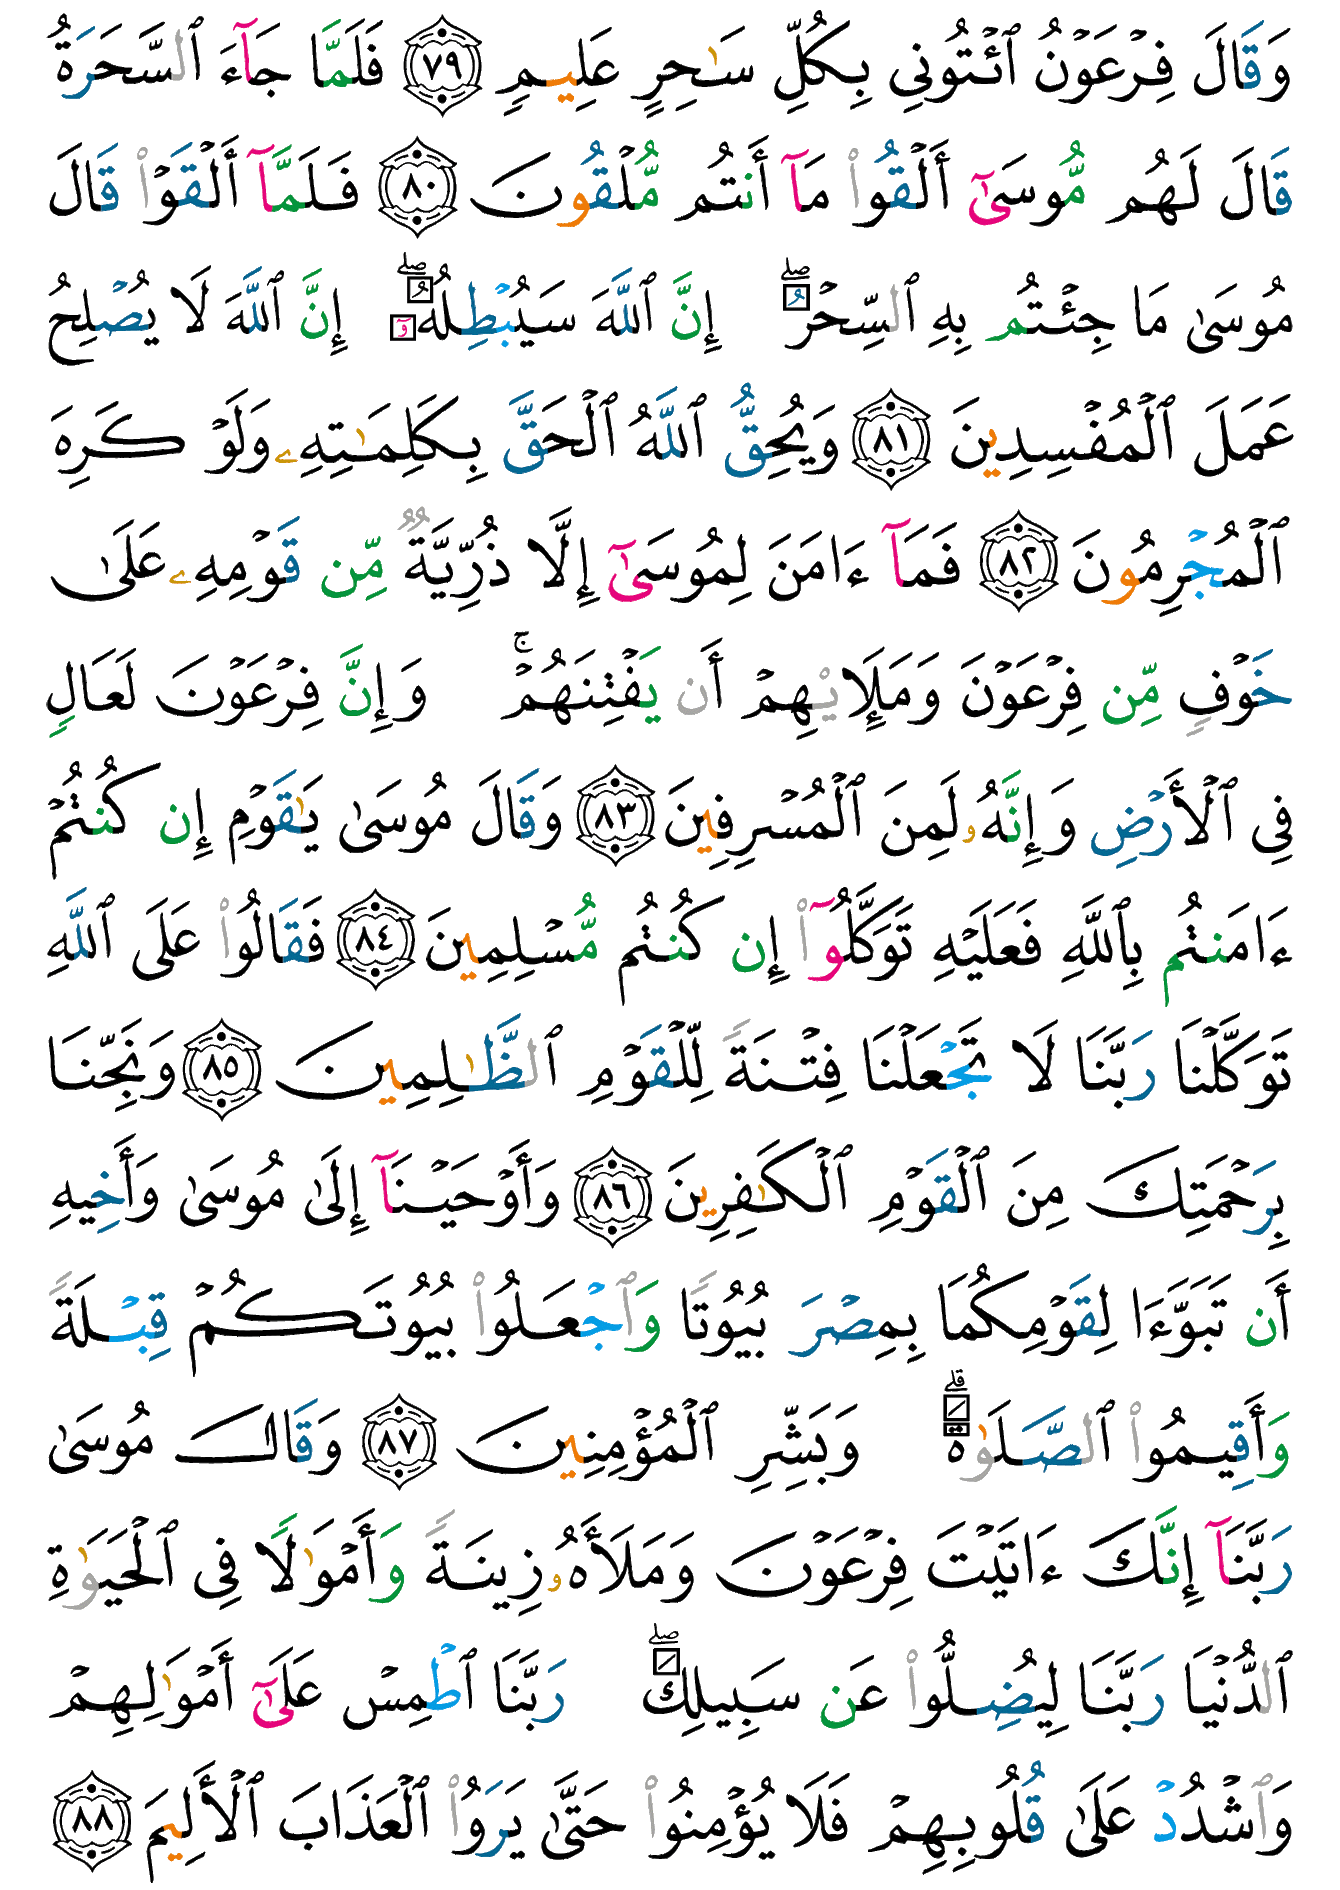 وَقَالَ فِرْعَوْنُ ٱئْتُونِى بِكُلِّ سَٰحِرٍ عَلِيمٍ ٧٩ فَلَمَّا جَآءَ ٱلسَّحَرَةُ
قَالَ لَهُم مُّوسَىٰٓ أَلْقُوا۟ مَآ أَنتُم مُّلْقُونَ ٨٠ فَلَمَّآ أَلْقَوْا۟ قَالَ
مُوسَىٰ مَا جِئْتُم بِهِ ٱلسِّحْرُ ۖ إِنَّ ٱللَّهَ سَيُبْطِلُهُۥٓ ۖ إِنَّ ٱللَّهَ لَا يُصْلِحُ
عَمَلَ ٱلْمُفْسِدِينَ ٨١ وَيُحِقُّ ٱللَّهُ ٱلْحَقَّ بِكَلِمَٰتِهِۦ وَلَوْ كَرِهَ
ٱلْمُجْرِمُونَ ٨٢ فَمَآ ءَامَنَ لِمُوسَىٰٓ إِلَّا ذُرِّيَّةٌ مِّن قَوْمِهِۦ عَلَىٰ
خَوْفٍ مِّن فِرْعَوْنَ وَمَلَإِي۟هِمْ أَن يَفْتِنَهُمْ ۚ وَإِنَّ فِرْعَوْنَ لَعَالٍ
فِى ٱلْأَرْضِ وَإِنَّهُۥ لَمِنَ ٱلْمُسْرِفِينَ ٨٣ وَقَالَ مُوسَىٰ يَٰقَوْمِ إِن كُنتُمْ
ءَامَنتُم بِٱللَّهِ فَعَلَيْهِ تَوَكَّلُوٓا۟ إِن كُنتُم مُّسْلِمِينَ ٨٤ فَقَالُوا۟ عَلَى ٱللَّهِ
تَوَكَّلْنَا رَبَّنَا لَا تَجْعَلْنَا فِتْنَةً لِّلْقَوْمِ ٱلظَّٰلِمِينَ ٨٥ وَنَجِّنَا
بِرَحْمَتِكَ مِنَ ٱلْقَوْمِ ٱلْكَٰفِرِينَ ٨٦ وَأَوْحَيْنَآ إِلَىٰ مُوسَىٰ وَأَخِيهِ
أَن تَبَوَّءَا لِقَوْمِكُمَا بِمِصْرَ بُيُوتًا وَٱجْعَلُوا۟ بُيُوتَكُمْ قِبْلَةً
وَأَقِيمُوا۟ ٱلصَّلَوٰةَ ۗ وَبَشِّرِ ٱلْمُؤْمِنِينَ ٨٧ وَقَالَ مُوسَىٰ
رَبَّنَآ إِنَّكَ ءَاتَيْتَ فِرْعَوْنَ وَمَلَأَهُۥ زِينَةً وَأَمْوَٰلًا فِى ٱلْحَيَوٰةِ
ٱلدُّنْيَا رَبَّنَا لِيُضِلُّوا۟ عَن سَبِيلِكَ ۖ رَبَّنَا ٱطْمِسْ عَلَىٰٓ أَمْوَٰلِهِمْ
وَٱشْدُدْ عَلَىٰ قُلُوبِهِمْ فَلَا يُؤْمِنُوا۟ حَتَّىٰ يَرَوُا۟ ٱلْعَذَابَ ٱلْأَلِيمَ ٨٨